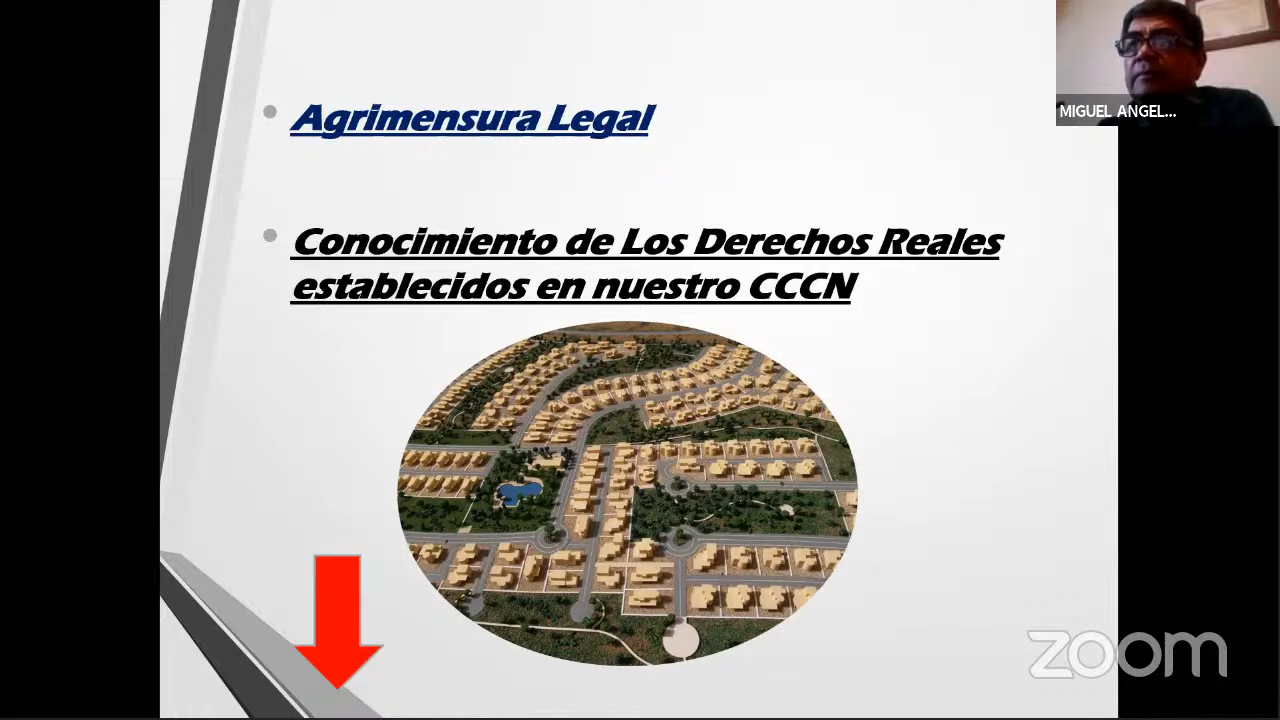 Agrimensura Legal
Conocimiento de Los Derechos Reales
establecidos en nuestro CCCN
MIGUEL ANGEL...
zoom